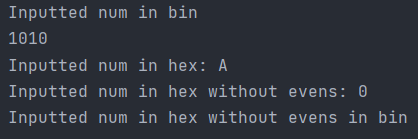 Inputted num in bin
1010
Inputted num in hex: A
Inputted num in hex without evens: 0
Inputted num in hex without evens in bin